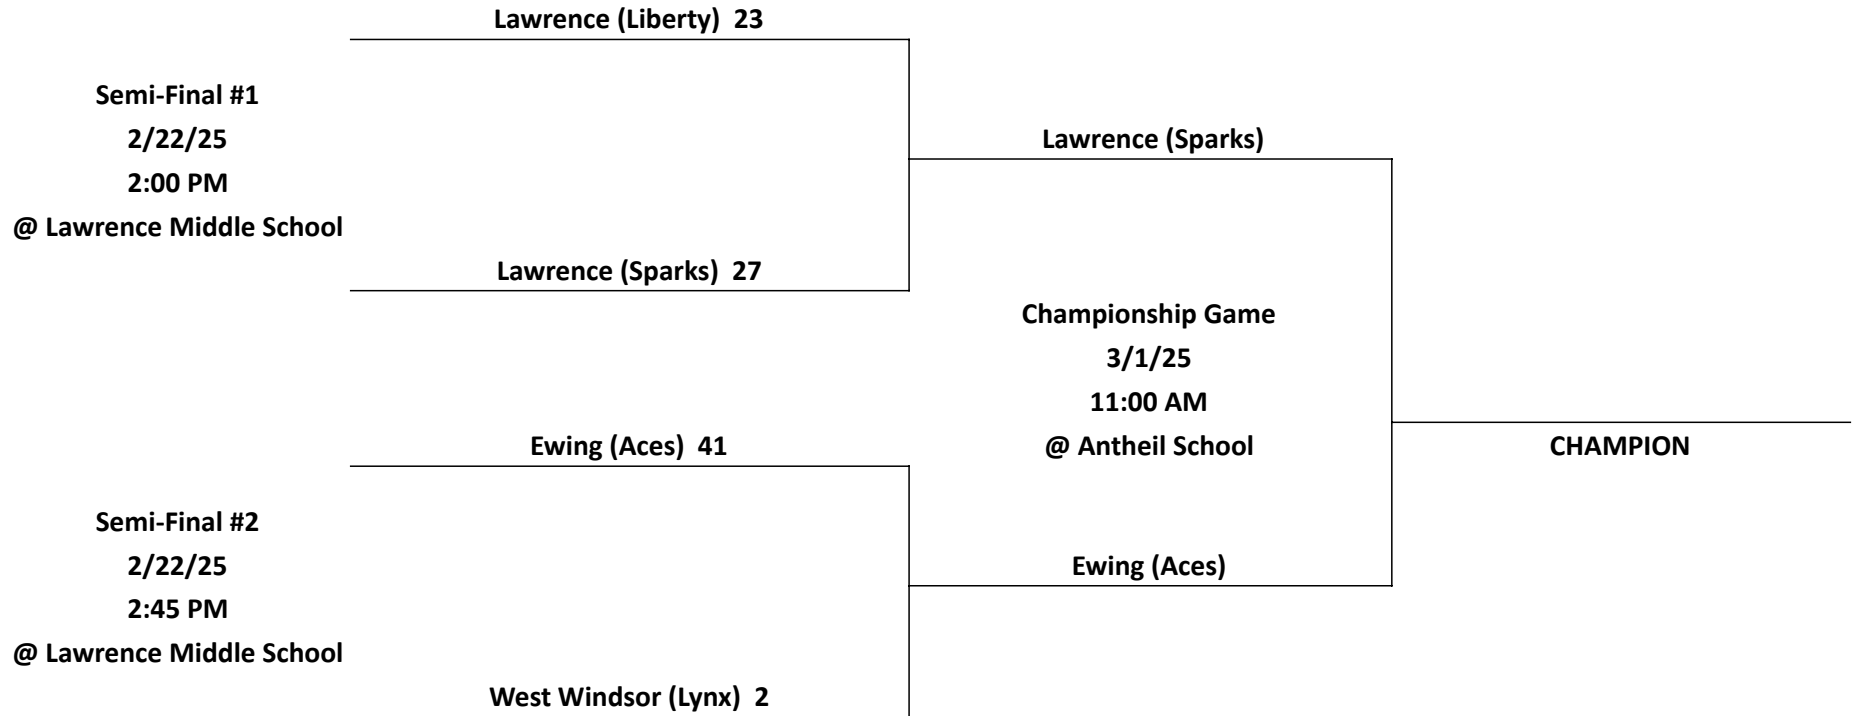 Lawrence (Liberty)  23
Semi-Final #1
2/22/25
2:00 PM
@ Lawrence Middle School
Lawrence (Sparks)
Lawrence (Sparks)  27
Championship Game
3/1/25
11:00 AM
@ Antheil School
CHAMPION
Ewing (Aces)  41
Semi-Final #2
2/22/25
2:45 PM
@ Lawrence Middle School
Ewing (Aces)
West Windsor (Lynx)  2